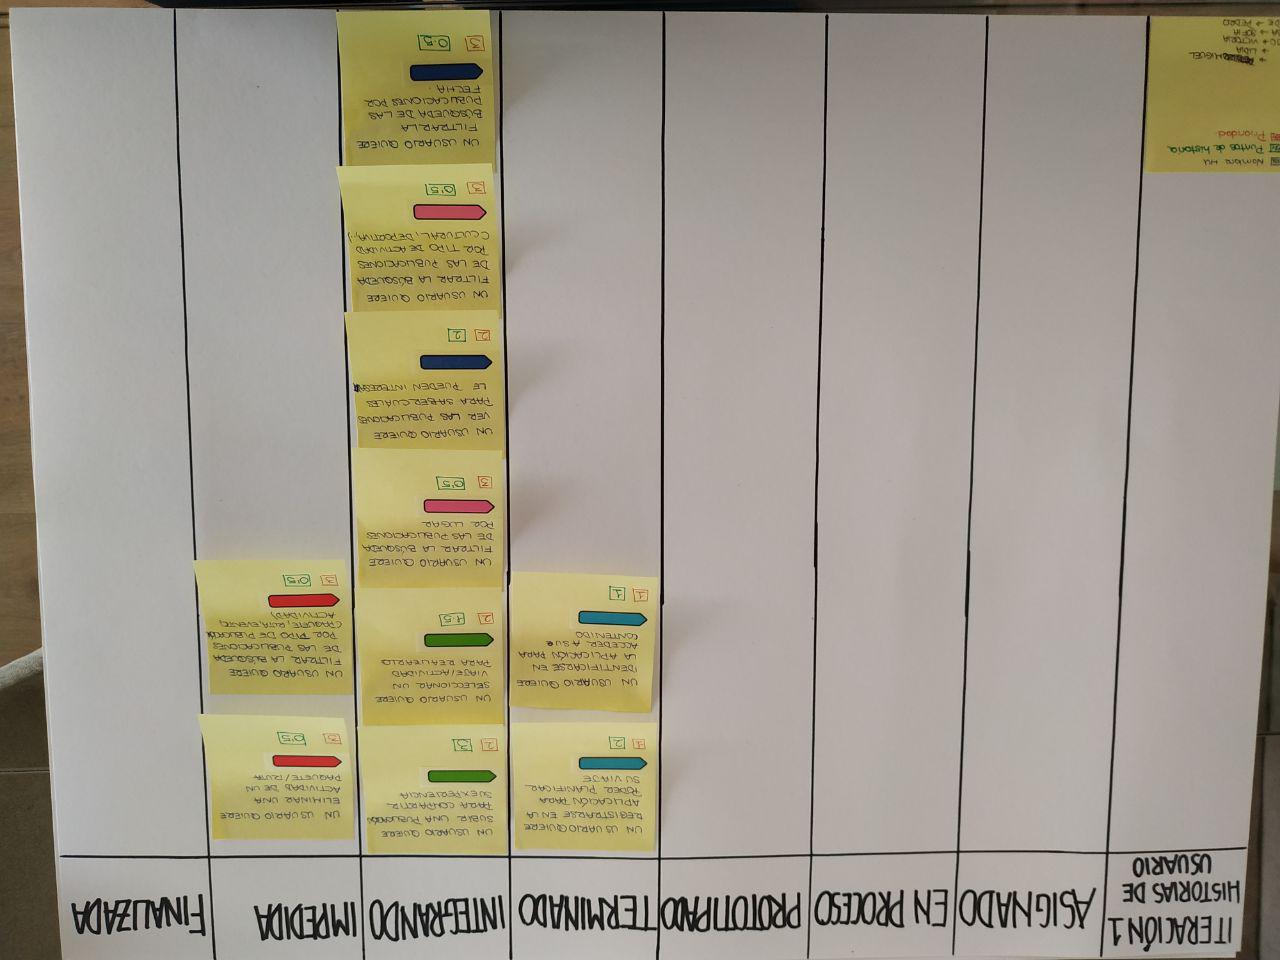 ITERACIÓN 1
HISTORIAS DE
USUARIO
ASIGNADO
EN PROCESO
PROTOTIPADO
TERMINADO
INTEGRANDO
IMPEDIDA
FINALIZADA
UN USUARIO QUIERE
REGISTRARSE EN LA
APLICACIÓN PARA
PODER PLANIFICAR
SU VIAJE
1 2
UN USUARIO QUIERE
IDENTIFICARSE EN
LA APLICACIÓN PARA
ACCEDER A SU
CONTENIDO
1 1
UN USUARIO QUIERE
SUBIR UNA PUBLICACIÓN
PARA COMPARTIR
SU EXPERIENCIA
2 3
UN USUARIO QUIERE
SELECCIONAR UN
VIAJE/ACTIVIDAD
PARA REALIZARLO
2 1.5
UN USUARIO QUIERE
FILTRAR LA BÚSQUEDA
DE LAS PUBLICACIONES
POR LUGAR
3 0'5
UN USUARIO QUIERE
VER LAS PUBLICACIONES
PARA SABER CUALES
LE PUEDEN INTERESAR
2 2
UN USUARIO QUIERE
FILTRAR LA BÚSQUEDA
DE LAS PUBLICACIONES
POR TIPO DE ACTIVIDAD
(CULTURAL, DEPORTIVA,..)
3 0'5
UN USUARIO QUIERE
FILTRAR LA
BÚSQUEDA DE LAS
PUBLICACIONES POR
FECHA.
3 0.5
UN USUARIO QUIERE
ELIMINAR UNA
ACTIVIDAD DE UN
PAQUETE/RUTA
3 0'5
UN USUARIO QUIERE
FILTRAR LA BÚSQUEDA
DE LAS PUBLICACIONES
POR TIPO DE PUBLICACIÓN
(PAQUETE, RUTA, EVENTO,
ACTIVIDAD)
3 0'5
Nombre HU
Puntos de historia
Prioridad
→ MIGUEL
→ LIDIA
→ VICTORIA
→ SOFIA
→ PEDRO